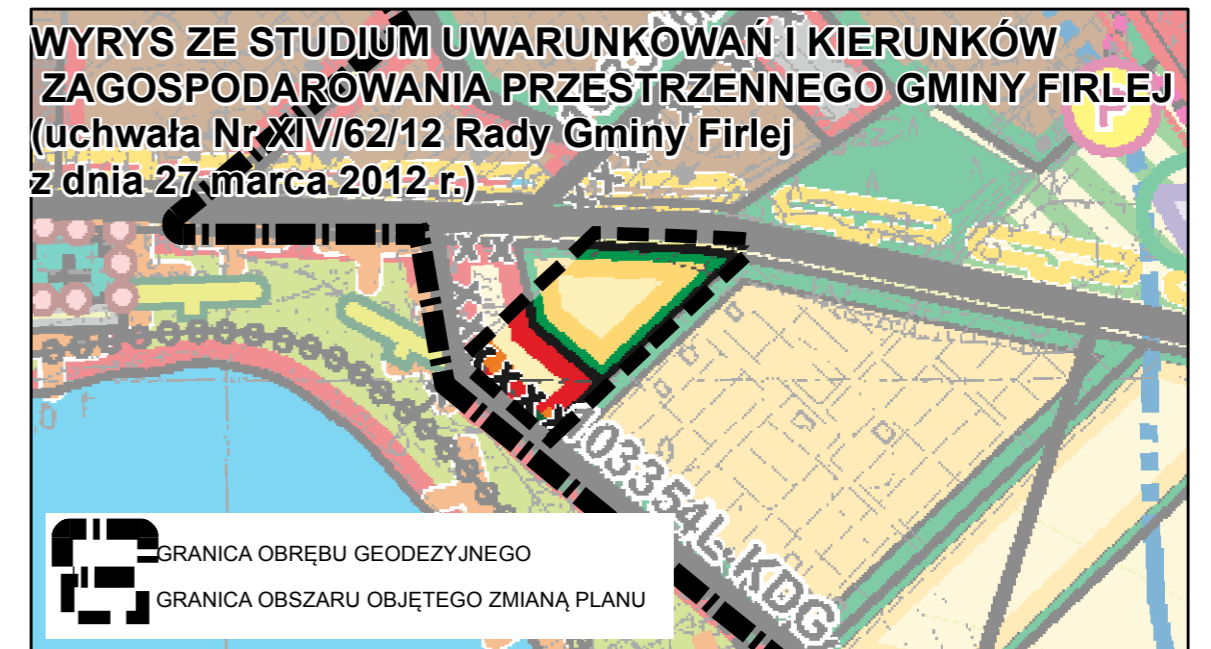 WYRYS ZE STUDIUM UWARUNKOWAŃ I KIERUNKÓW
ZAGOSPODAROWANIA PRZESTRZENNEGO GMINY FIRLEJ
(uchwała Nr XIV/62/12 Rady Gminy Firlej
z dnia 27 marca 2012 r.)
P
103354L KDG
GRANICA OBRĘBU GEODEZYJNEGO
GRANICA OBSZARU OBJĘTEGO ZMIANĄ PLANU